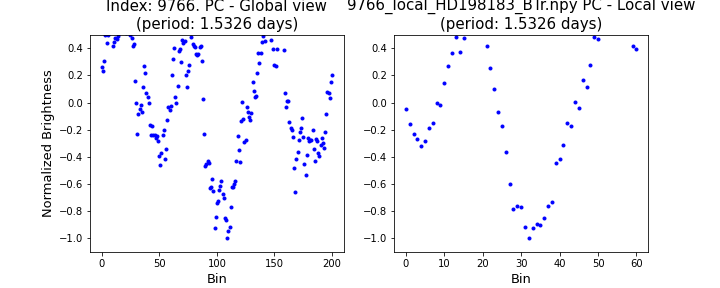 Index: 9766. PC - Global view
(period: 1.5326 days)
9766_local_HD198183_BTr.npy PC - Local view
(period: 1.5326 days)
Normalized Brightness
0.4
0.2
0.0
−0.2
−0.4
−0.6
−0.8
−1.0
0 50 100 150 200
Bin
0.4
0.2
0.0
−0.2
−0.4
−0.6
−0.8
−1.0
0 10 20 30 40 50 60
Bin